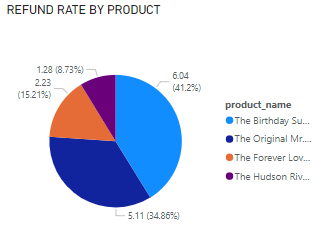 REFUND RATE BY PRODUCT
1.28 (8.73%)
2.23
(15.21%)
6.04
(41.2%)
5.11 (34.86%)
product_name
The Birthday Su...
The Original Mr....
The Forever Lov...
The Hudson Riv...